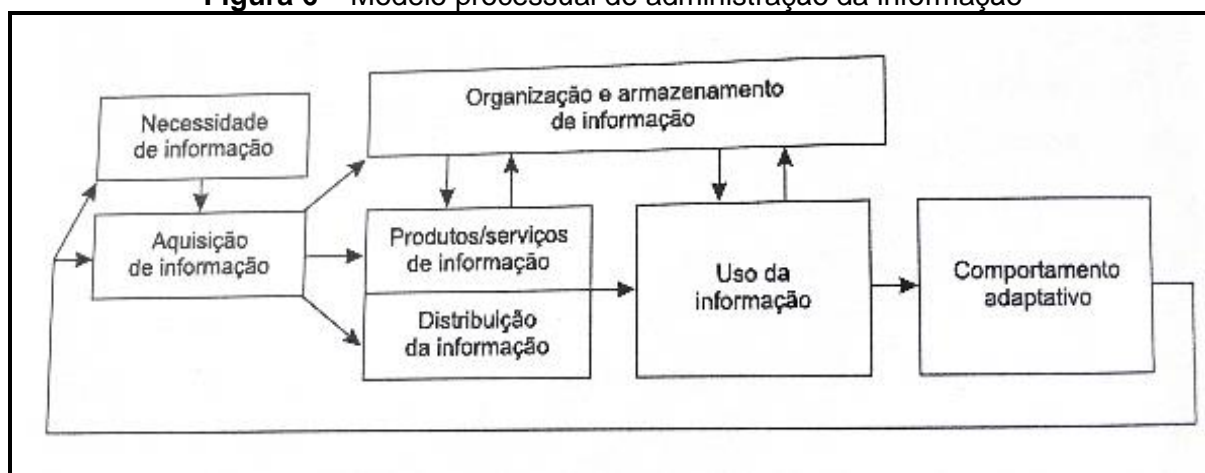 Figura – Modelo processual de administração da informação
Necessidade
de informação
Organização e armazenamento
de informação
Aquisição
de informação
Produtos/serviços
de informação
Distribuição
da informação
Uso da
informação
Comportamento
adaptativo